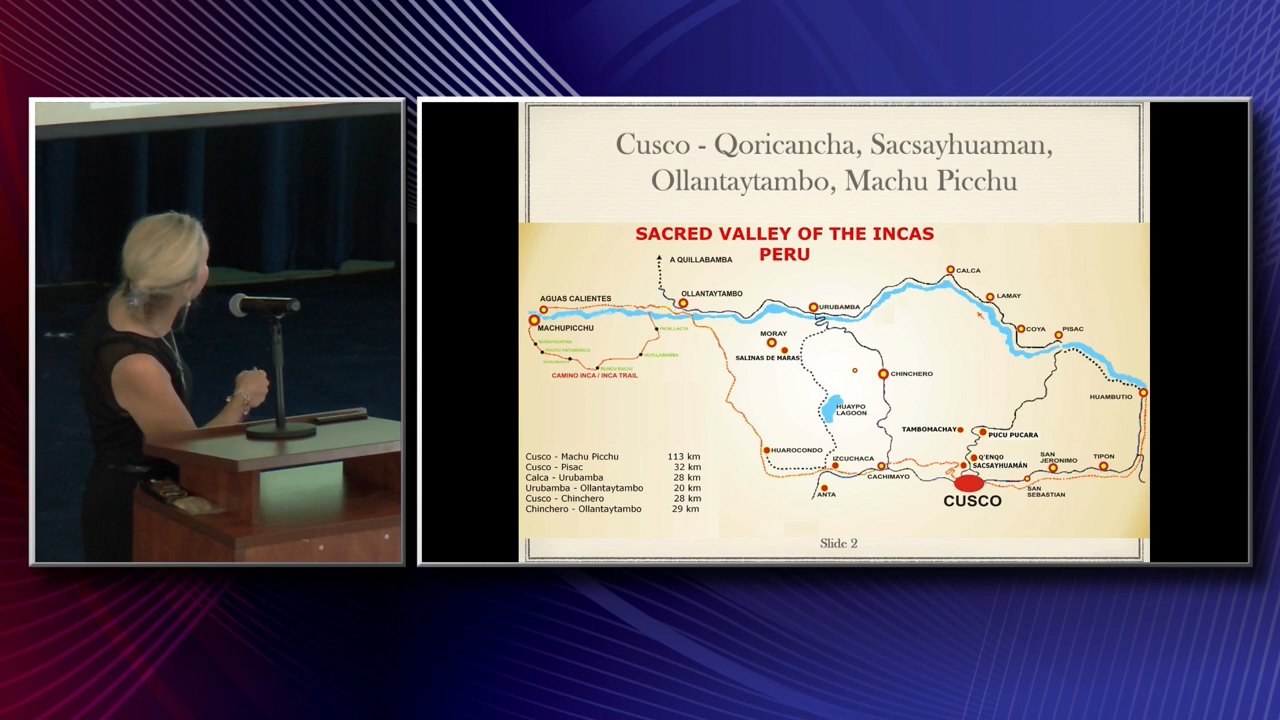 Cusco - Qoricancha, Sacsayhuaman,
Ollantaytambo, Machu Picchu
SACRED VALLEY OF THE INCAS
PERU
A QUILLABAMBA
CALCA
AGUAS CALIENTES
OLLANTAYTAMBO
LAMAY
URUBAMBA
MACHUPICCHU
COYA
PISAC
MORAY
SALINAS DE MARAS
CAMINO INCA / INCA TRAIL
CHINCHERO
HUAMBUTIO
HUAYPO
LAGOON
TAMBOMACHAY
PUCU PUCARA
HUAROCONDO
IZCUCHACA
Q'ENQO
SACSAYHUAMÁN
SAN
JERONIMO
TIPON
CACHIMAYO
ANTA
SAN
SEBASTIAN
CUSCO
Cusco - Machu Picchu 113 km
Cusco - Pisac 32 km
Calca - Urubamba 28 km
Urubamba - Ollantaytambo 20 km
Cusco - Chinchero 28 km
Chinchero - Ollantaytambo 29 km
Slide 2